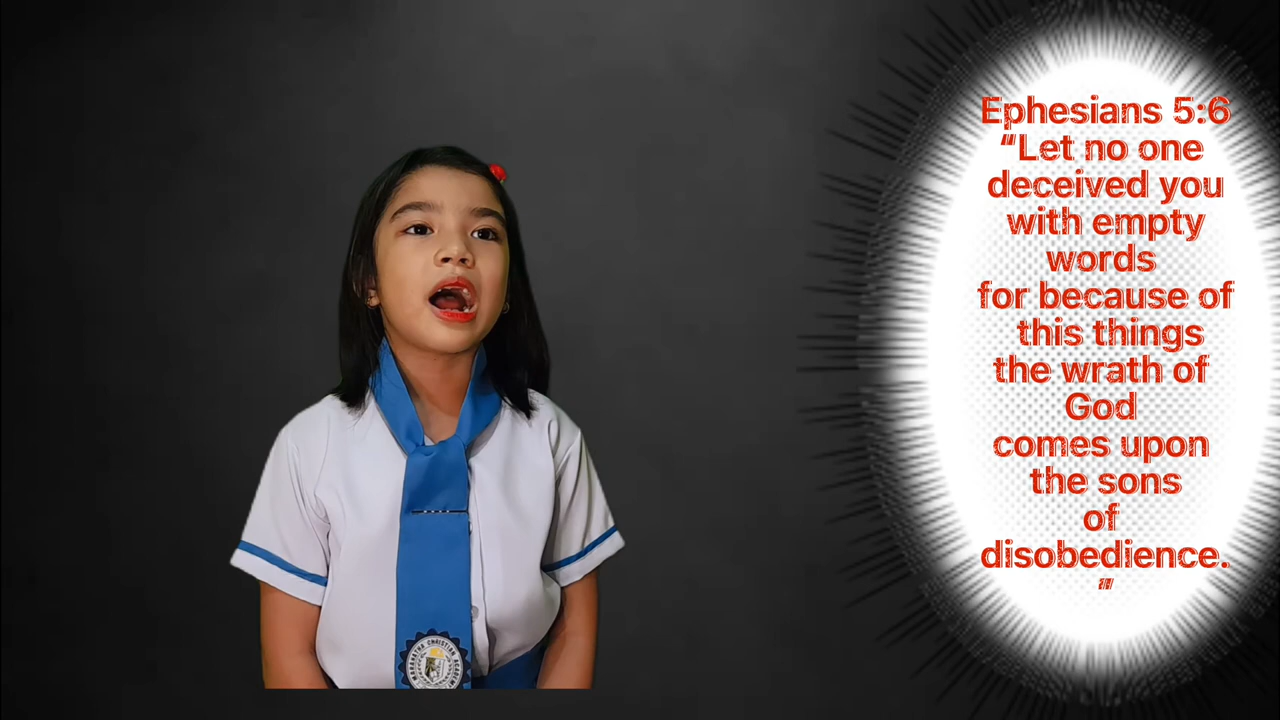 Ephesians 5:6
“Let no one
deceived you
with empty
words
for because of
this things
the wrath of
God
comes upon
the sons
of
disobedience.
”
CHRISTIAN